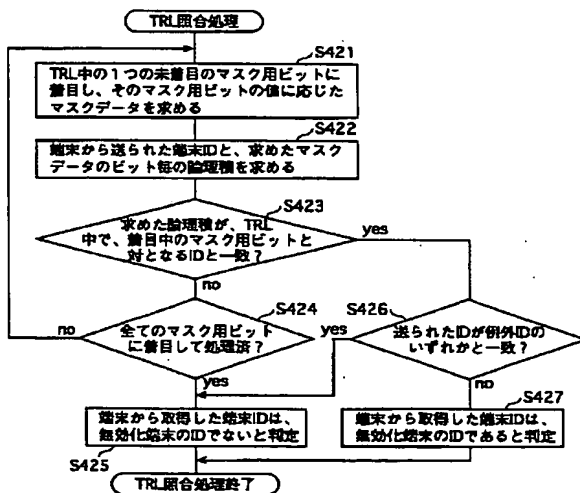 TRL照合処理
S421
TRL中の1つの未着目のマスク用ビットに
着目し、そのマスク用ビットの値に応じた
マスクデータを求める
S422
端末から送られた端末IDと、求めたマスク
データのビット毎の論理積を求める
S423
求めた論理積が、TRL
中で、着目中のマスク用ビットと
対となるIDと一致?
yes
no
S424
全てのマスク用ビット
に着目して処理済?
no
yes
S426
送られたIDが例外IDの
いずれかと一致?
yes
no
端末から取得した端末IDは、
無効化端末のIDでないと判定
S425
S427
端末から取得した端末IDは、
無効化端末のIDであると判定
TRL照合処理終了